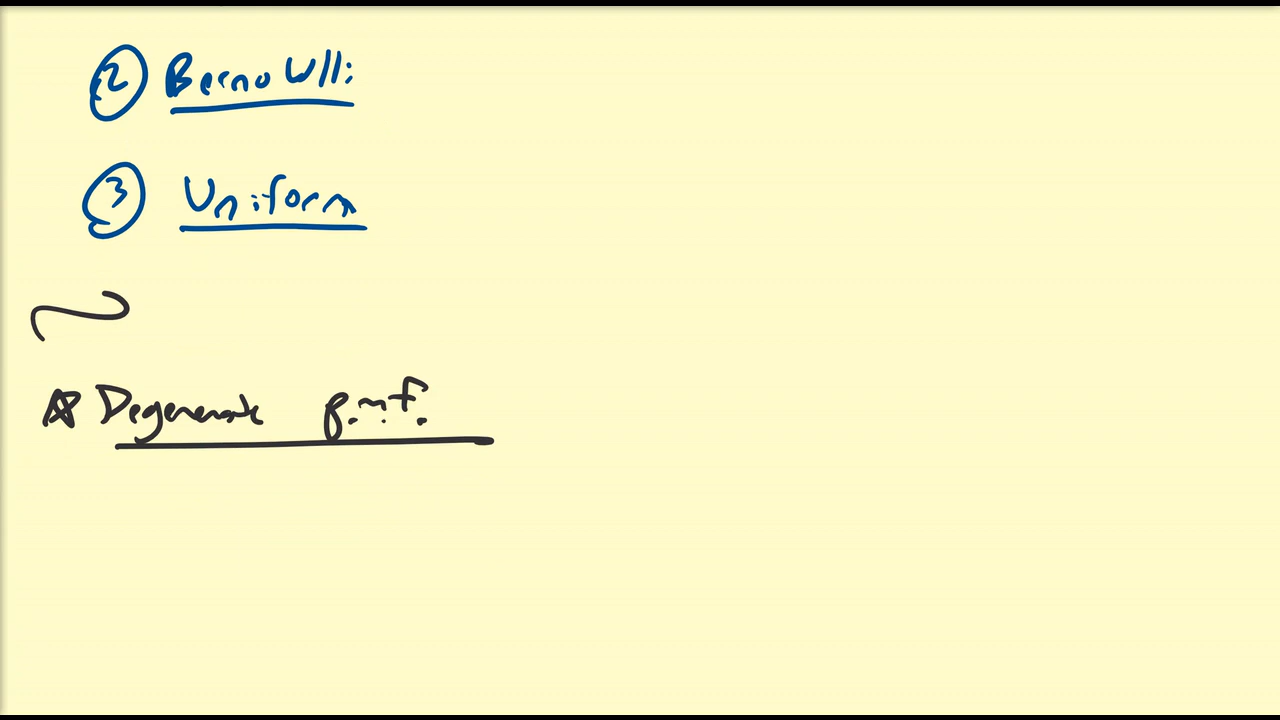 ② Bernoulli
③ Uniform
☆ Degenerate p.m.f.